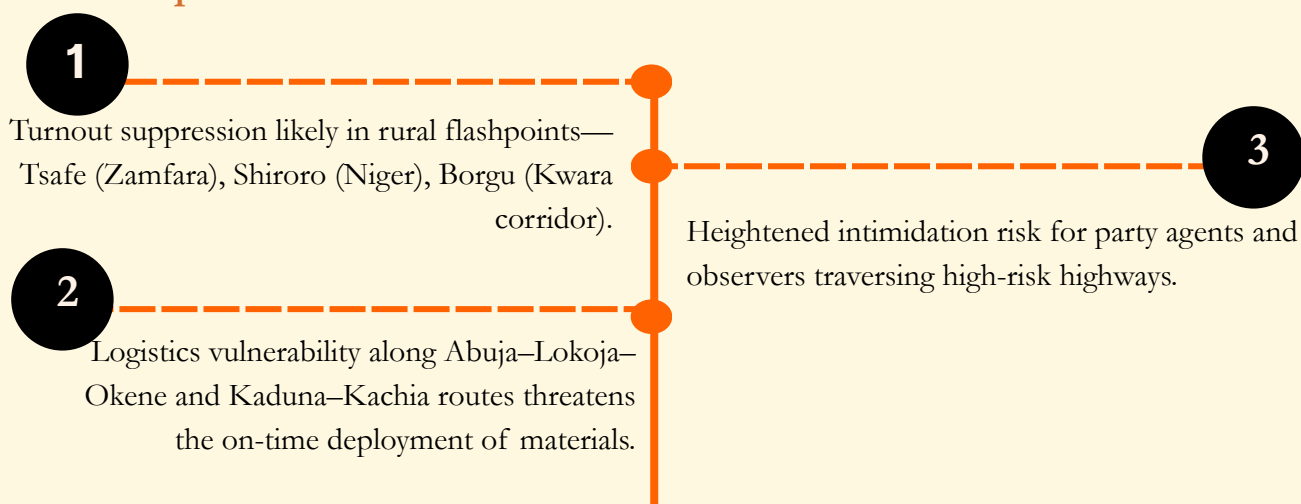 1
Turnout suppression likely in rural flashpoints—
Tsafe (Zamfara), Shiroro (Niger), Borgu (Kwara
corridor).
2
Logistics vulnerability along Abuja–Lokoja–
Okene and Kaduna–Kachia routes threatens
the on-time deployment of materials.
3
Heightened intimidation risk for party agents and
observers traversing high-risk highways.